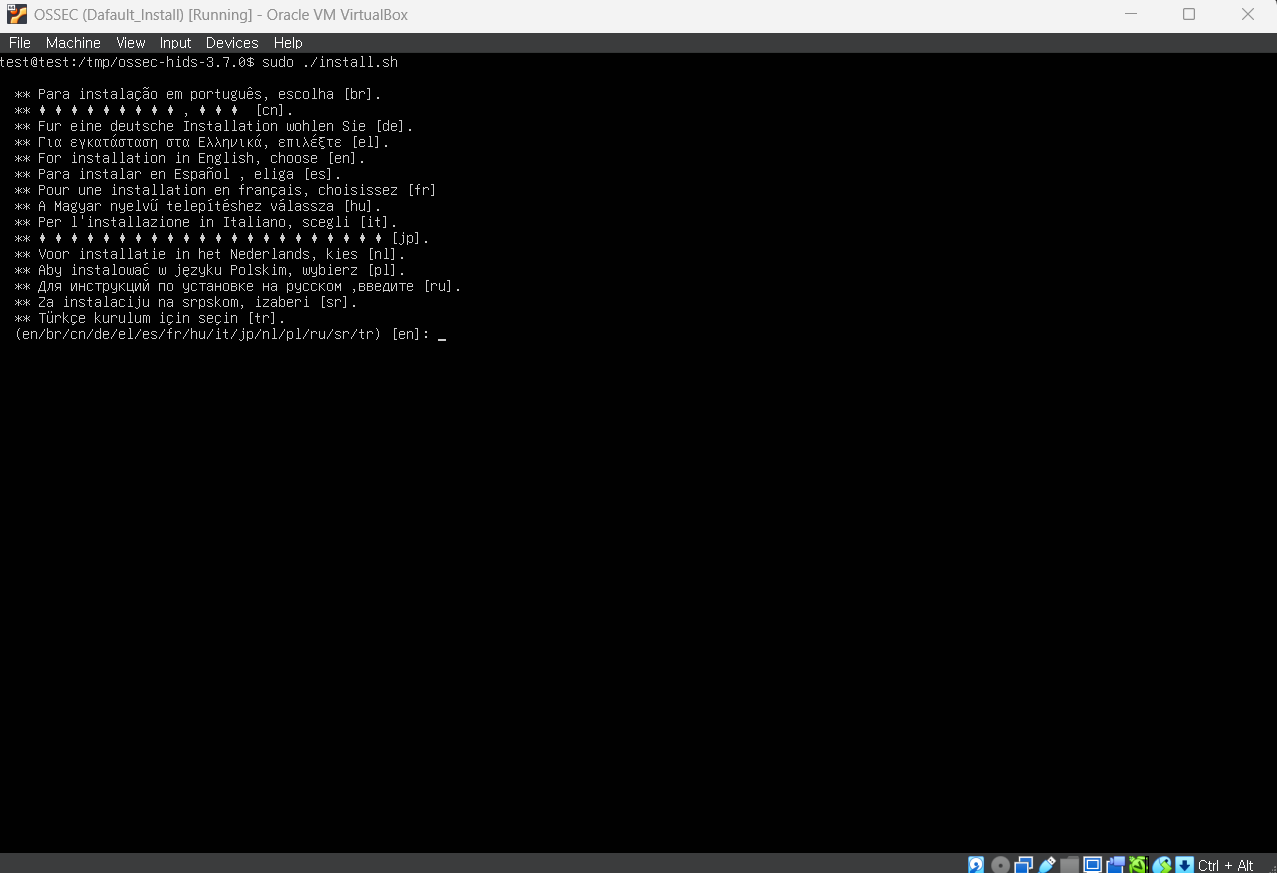 OSSEC (Dafault_Install) [Running] - Oracle VM VirtualBox
File Machine View Input Devices Help
test@test:/tmp/ossec-hids-3.7.0$ sudo ./install.sh
** Para instalação em português, escolha [br].
** ♦ ♦ ♦ ♦ ♦ ♦ ♦ ♦ ♦ , ♦ ♦ ♦ [cn].
** Fur eine deutsche Installation wohlen Sie [de].
** Για εγκατάσταση στα Ελληνικά, επιλέξτε [el].
** For installation in English, choose [en].
** Para instalar en Español , eliga [es].
** Pour une installation en français, choisissez [fr]
** A Magyar nyelvű telepítéshez válassza [hu].
** Per l'installazione in Italiano, scegli [it].
** ♦ ♦ ♦ ♦ ♦ ♦ ♦ ♦ ♦ ♦ ♦ ♦ ♦ ♦ ♦ ♦ ♦ ♦ ♦ ♦ ♦ ♦ [jp].
** Voor installatie in het Nederlands, kies [nl].
** Aby instalować w języku Polskim, wybierz [pl].
** Для инструкций по установке на русском ,введите [ru].
** Za instalaciju na srpskom, izaberi [sr].
** Türkçe kurulum için seçin [tr].
(en/br/cn/de/el/es/fr/hu/it/jp/nl/pl/ru/sr/tr) [en]: _
Ctrl + Alt